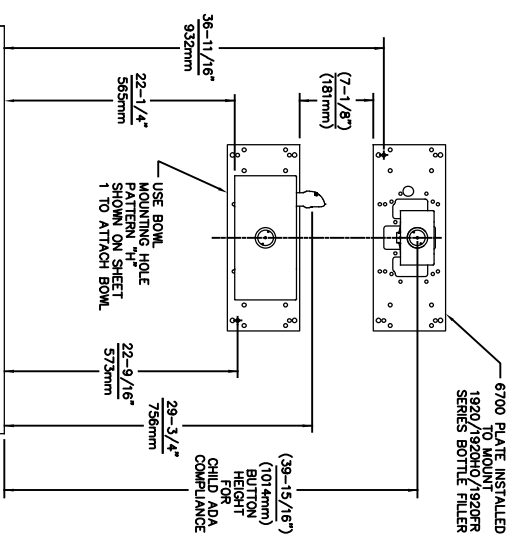 36-11/16"
932mm
22-1/4"
565mm
(7-1/8")
(181mm)
USE BOWL
MOUNTING HOLE
PATTERN "H"
SHOWN ON SHEET
1 TO ATTACH BOWL
6700 PLATE INSTALLED
TO MOUNT
1920/1920HO/1920FR
SERIES BOTTLE FILLER
22-9/16"
573mm
29-3/4"
756mm
(39-15/16")
(1014mm)
BUTTON
HEIGHT
FOR
CHILD ADA
COMPLIANCE